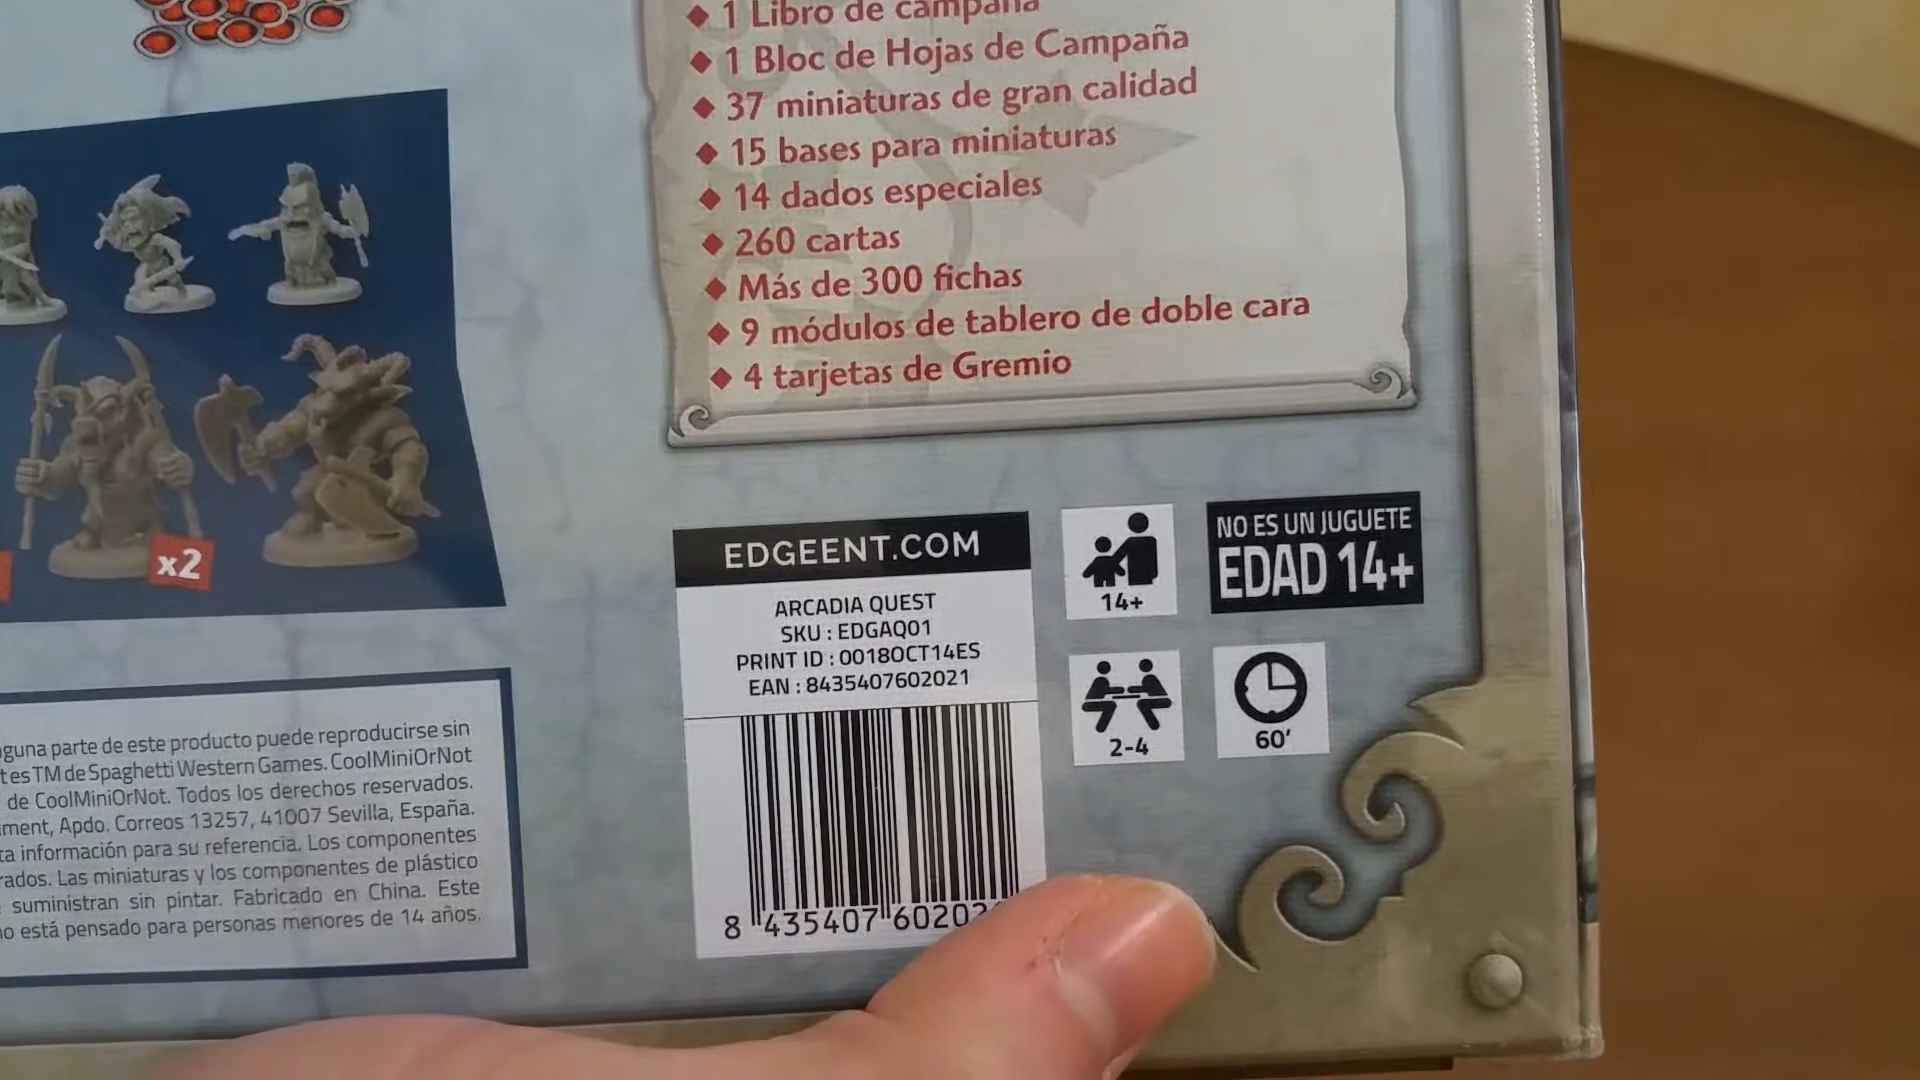 ◆ 1 Libro de campaña
◆ 1 Bloc de Hojas de Campaña
◆ 37 miniaturas de gran calidad
◆ 15 bases para miniaturas
◆ 14 dados especiales
◆ 260 cartas
◆ Más de 300 fichas
◆ 9 módulos de tablero de doble cara
◆ 4 tarjetas de Gremio
x2
EDGEENT.COM
ARCADIA QUEST
SKU : EDGAQ01
PRINT ID : 0018OCT14ES
EAN : 8435407602021
8 435407 60202
14+
NO ES UN JUGUETE
EDAD 14+
2-4
60'
parte de este producto puede reproducirse sin
TM de Spaghetti Western Games. CoolMiniOrNot
de CoolMiniOrNot. Todos los derechos reservados.
Apdo. Correos 13257, 41007 Sevilla, España.
información para su referencia. Los componentes
Las miniaturas y los componentes de plástico
suministran sin pintar. Fabricado en China. Este
no está pensado para personas menores de 14 años.